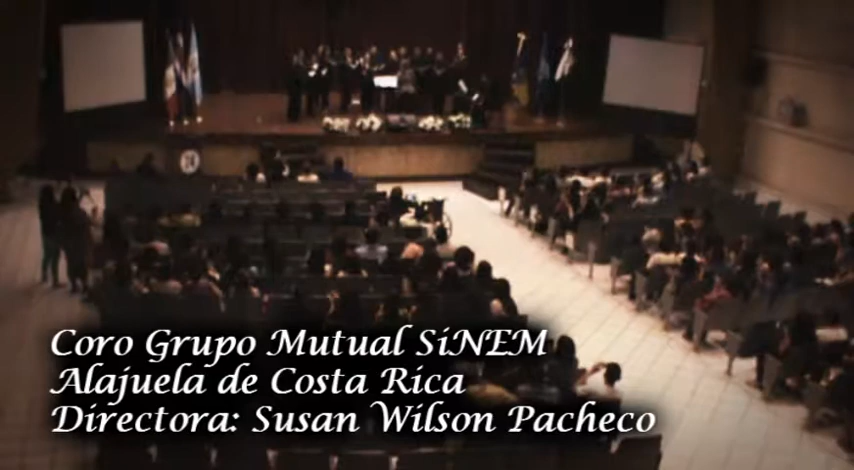 Coro Grupo Mutual SiNEM
Alajuela de Costa Rica
Directora: Susan Wilson Pacheco